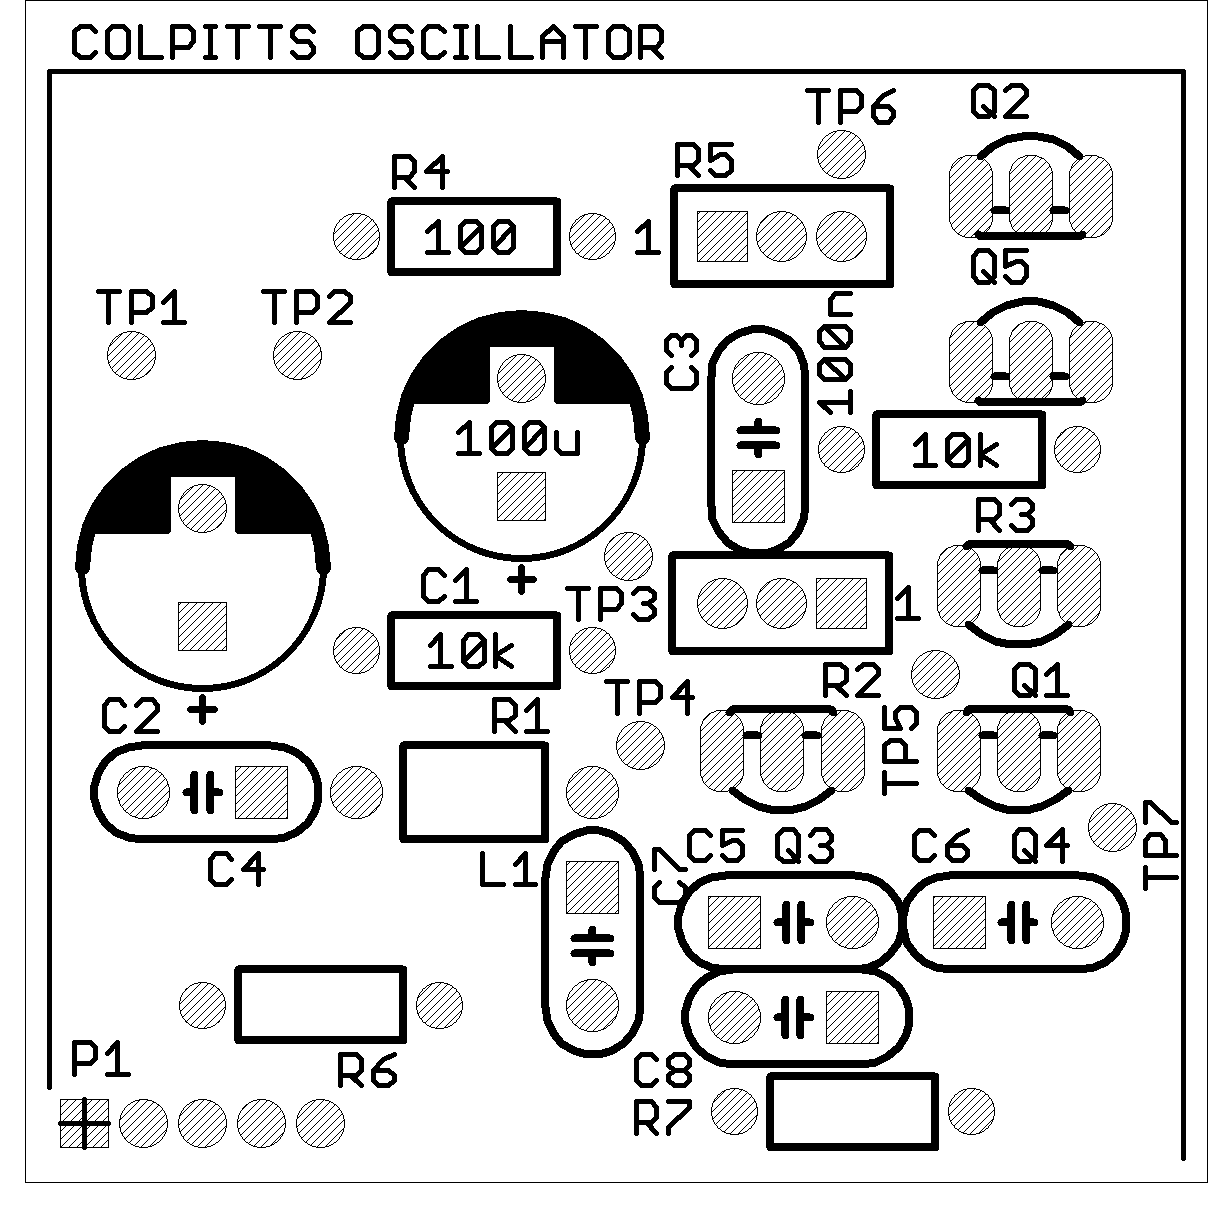 COLPITTS OSCILLATOR
TP6
Q2
R4
R5
100
1
Q5
TP1
TP2
100n
C3
100u
10k
R3
C1
+
TP3
1
10k
R2
Q1
TP4
C2
+
R1
TP5
C5
Q3
C6
Q4
TP7
C4
L1
C7
P1
R6
C8
R7